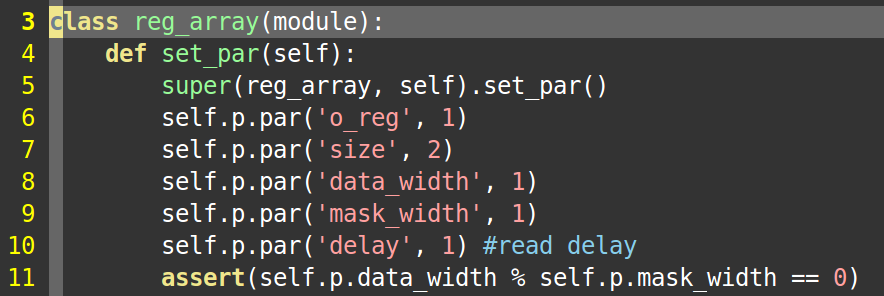 3 class reg_array(module):
4     def set_par(self):
5         super(reg_array, self).set_par()
6         self.p.par('o_reg', 1)
7         self.p.par('size', 2)
8         self.p.par('data_width', 1)
9         self.p.par('mask_width', 1)
10         self.p.par('delay', 1) #read delay
11         assert(self.p.data_width % self.p.mask_width == 0)